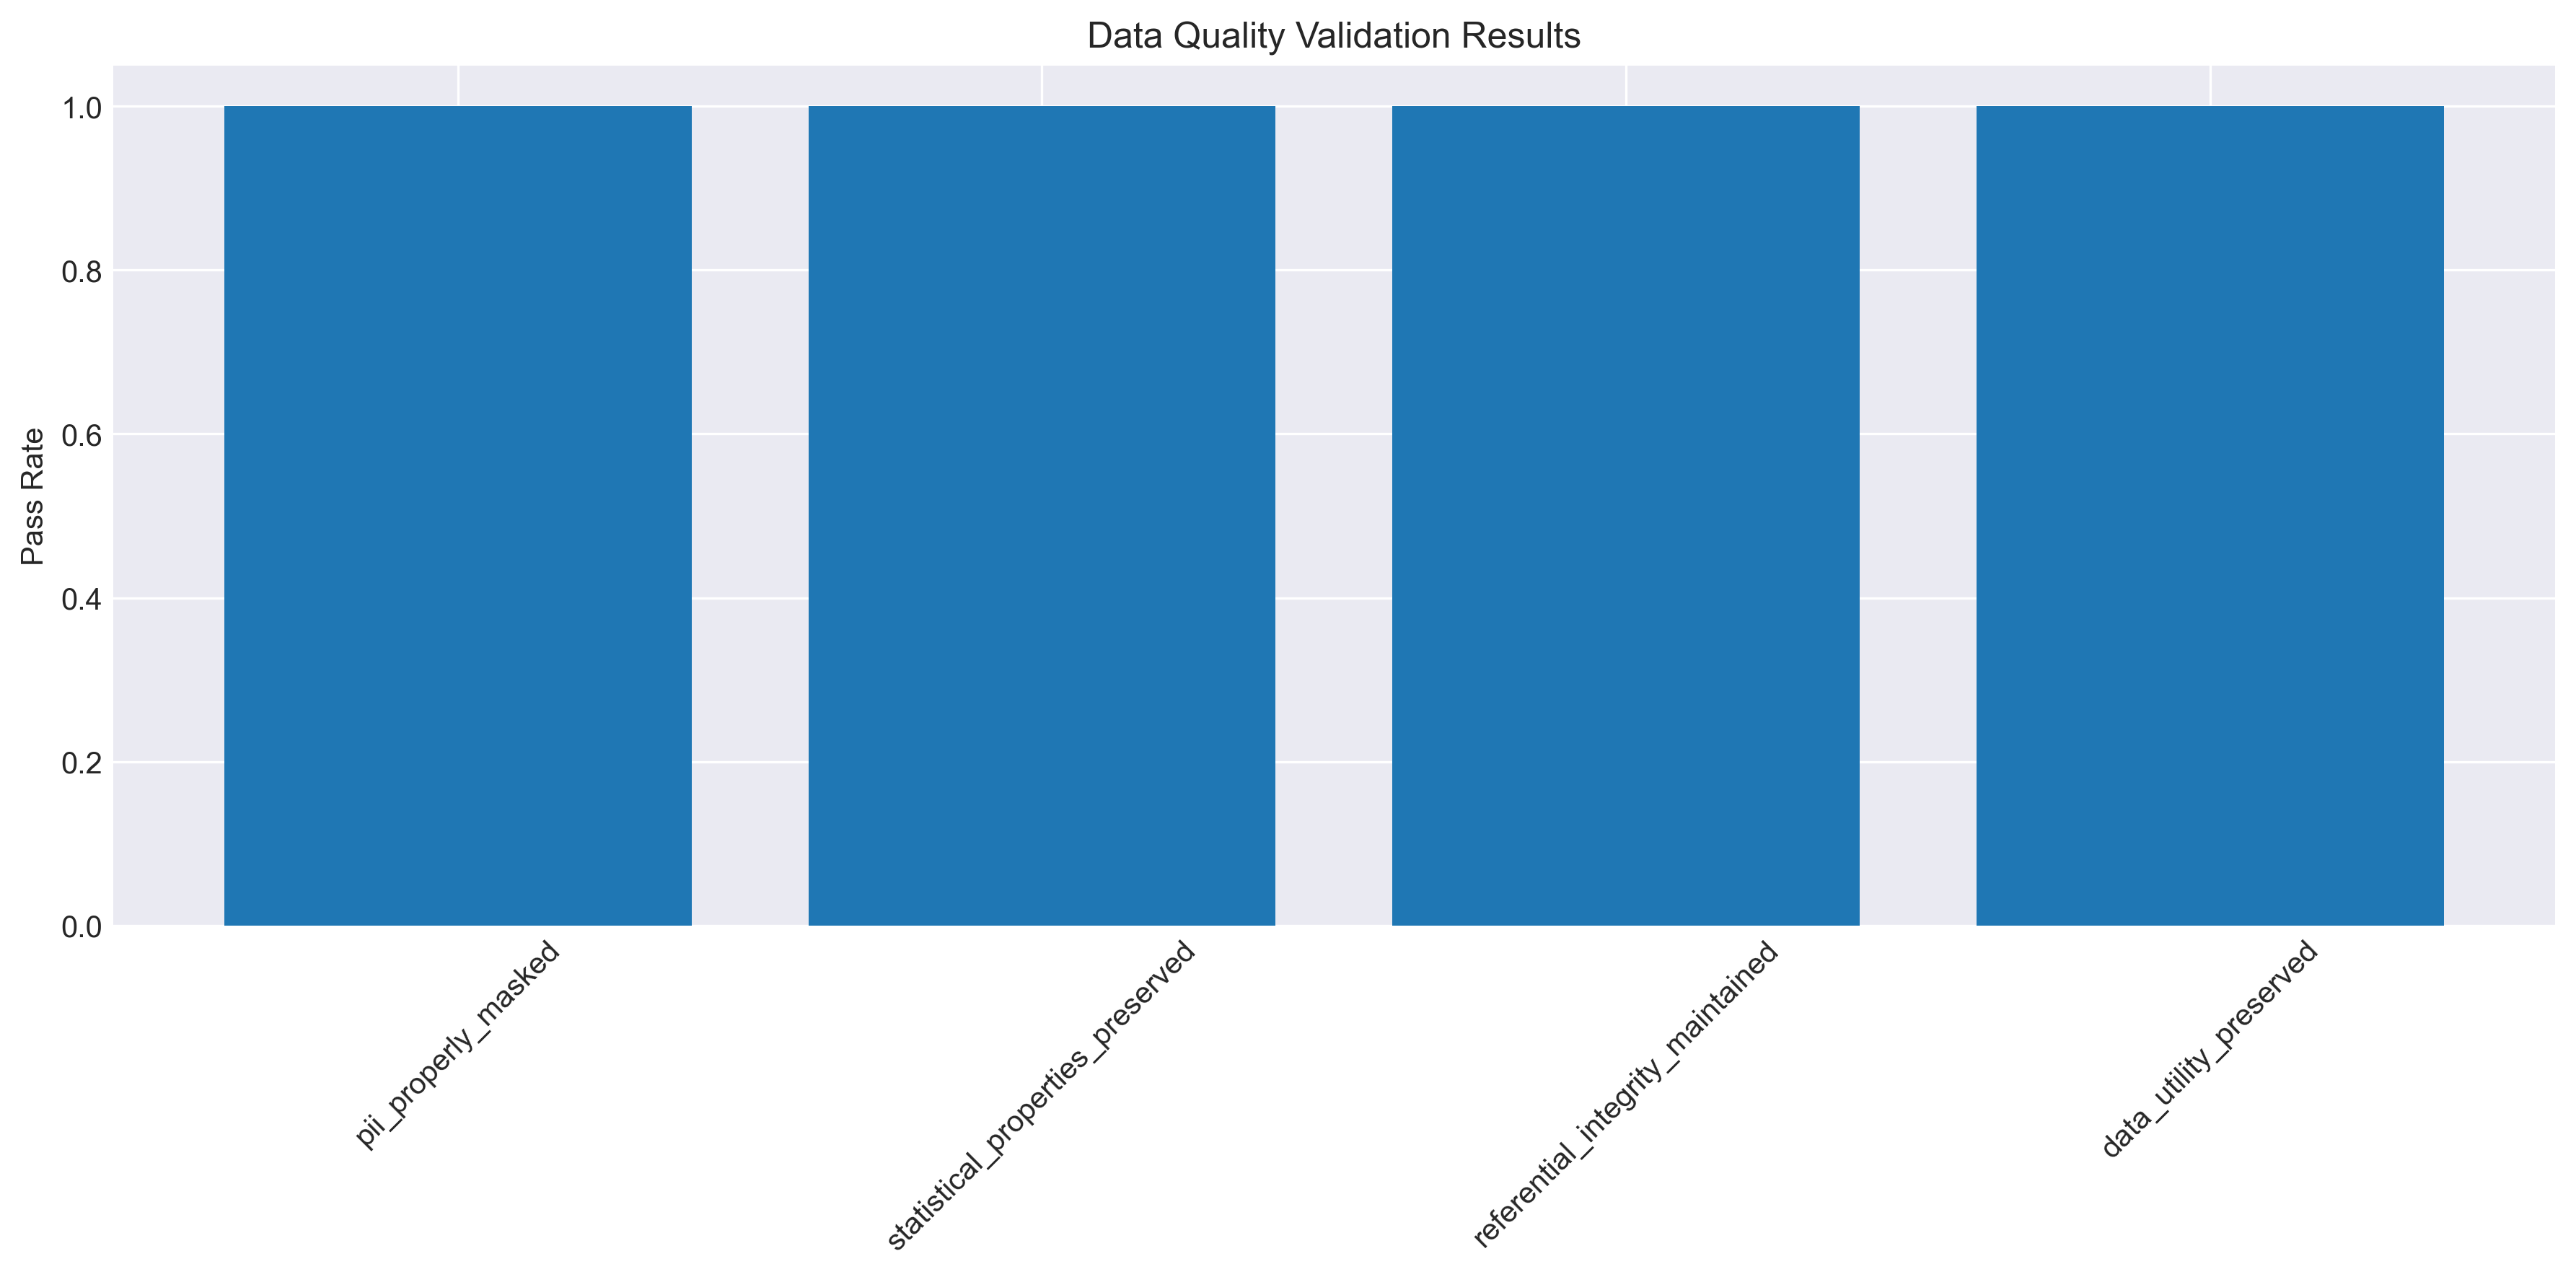 Data Quality Validation Results
Pass Rate
1.0
0.8
0.6
0.4
0.2
0.0
pii_properly_masked
statistical_properties_preserved
referential_integrity_maintained
data_utility_preserved